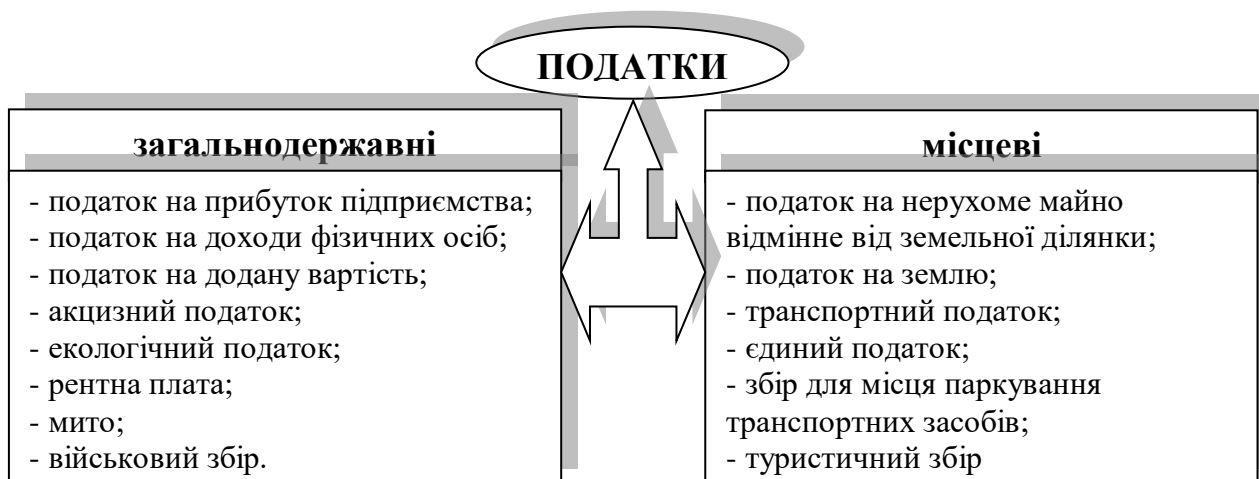 ПОДАТКИ
загальнодержавні
- податок на прибуток підприємства;
- податок на доходи фізичних осіб;
- податок на додану вартість;
- акцизний податок;
- екологічний податок;
- рентна плата;
- мито;
- військовий збір.
місцеві
- податок на нерухоме майно
відмінне від земельної ділянки;
- податок на землю;
- транспортний податок;
- єдиний податок;
- збір для місця паркування
транспортних засобів;
- туристичний збір